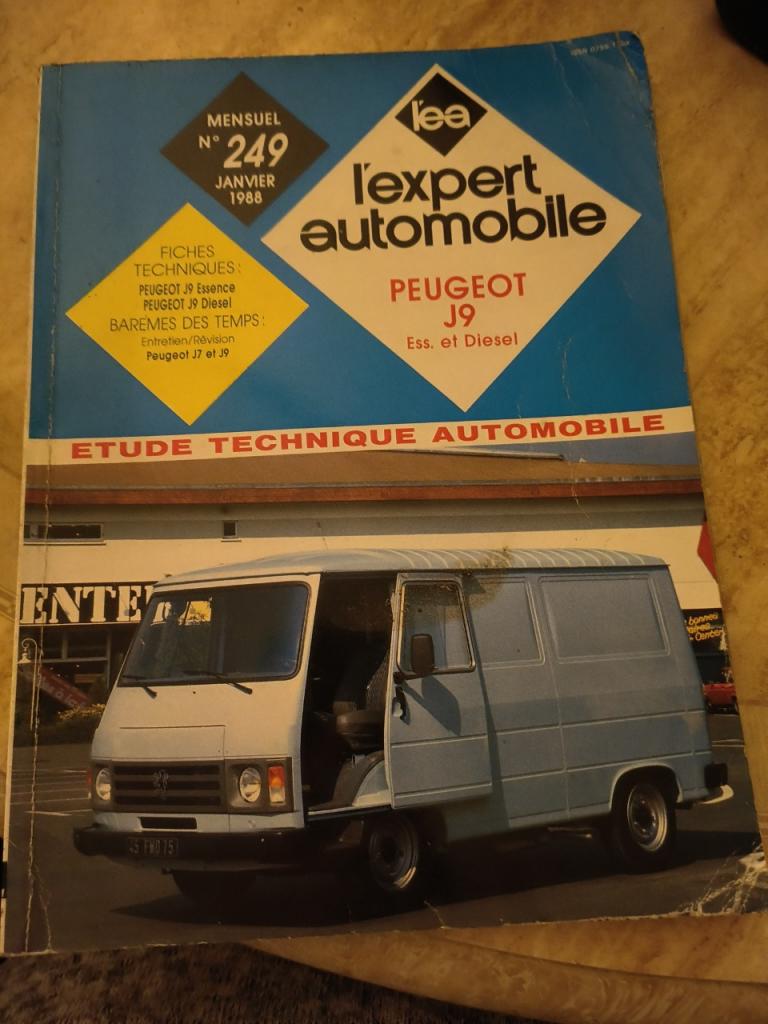 MENSUEL
N° 249
JANVIER
1988
l'ea
l'expert
automobile
PEUGEOT
J9
Ess. et Diesel
FICHES
TECHNIQUES :
PEUGEOT J9 Essence
PEUGEOT J9 Diesel
BAREMES DES TEMPS :
Entretien/Révision
Peugeot J7 et J9
ETUDE TECHNIQUE AUTOMOBILE
ENTE